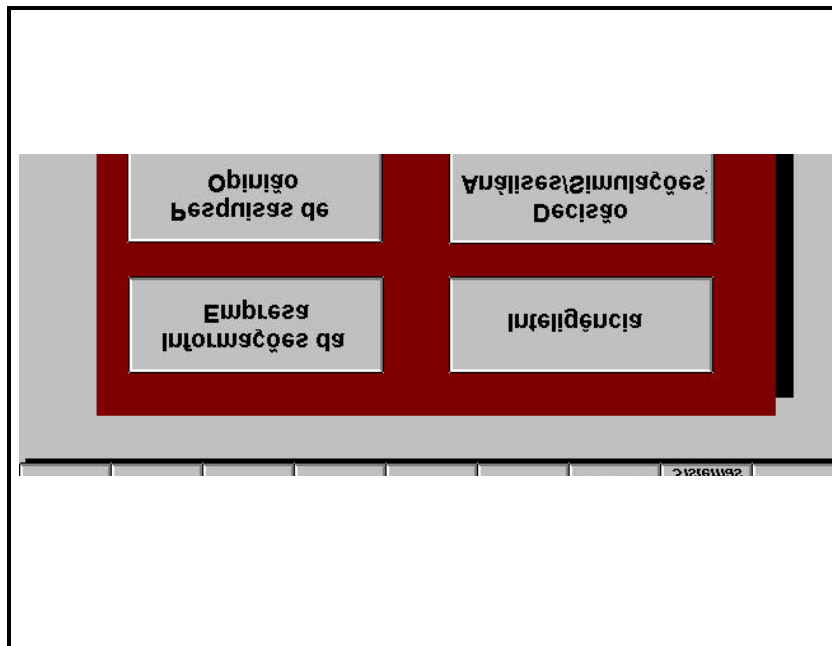 Sistemas
Informações da
Empresa
Inteligência
Pesquisas de
Opinião
Decisão
Análises/Simulações